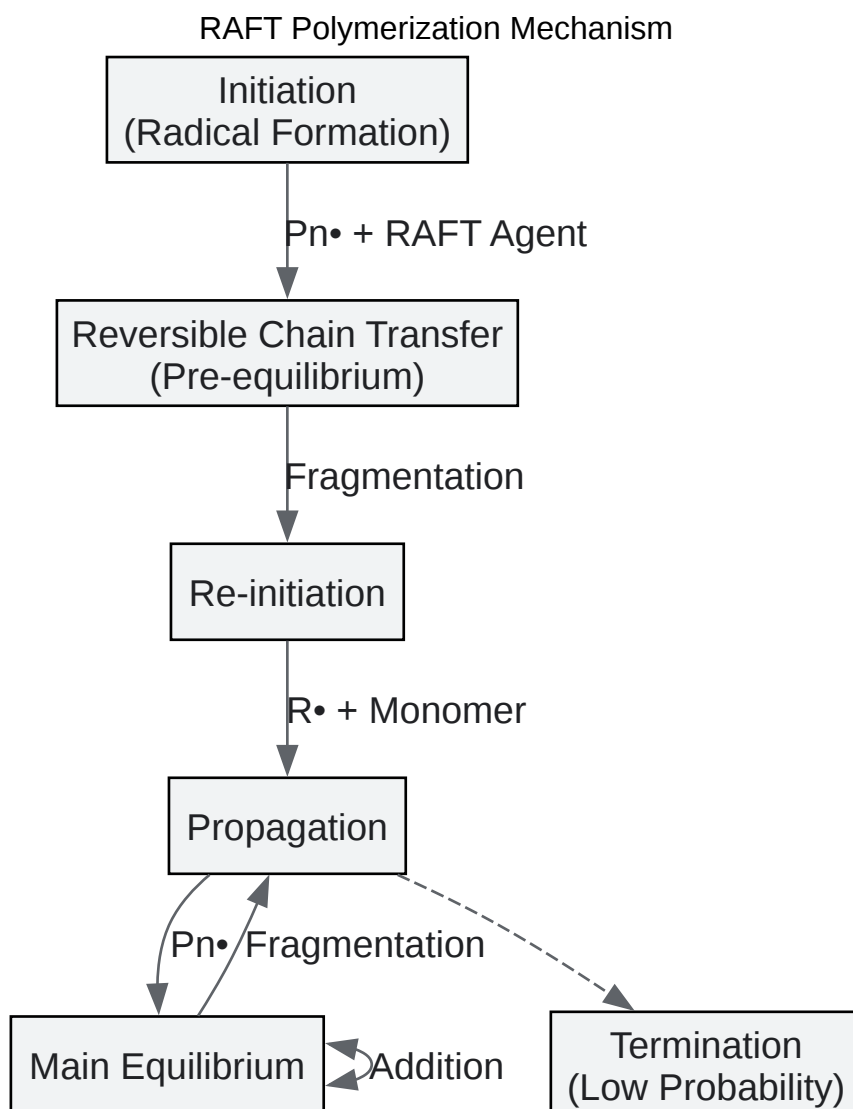 RAFT Polymerization Mechanism
Initiation
(Radical Formation)
Pn• + RAFT Agent
Reversible Chain Transfer
(Pre-equilibrium)
Fragmentation
Re-initiation
R• + Monomer
Propagation
Pn•
Fragmentation
Main Equilibrium
Addition
Termination
(Low Probability)